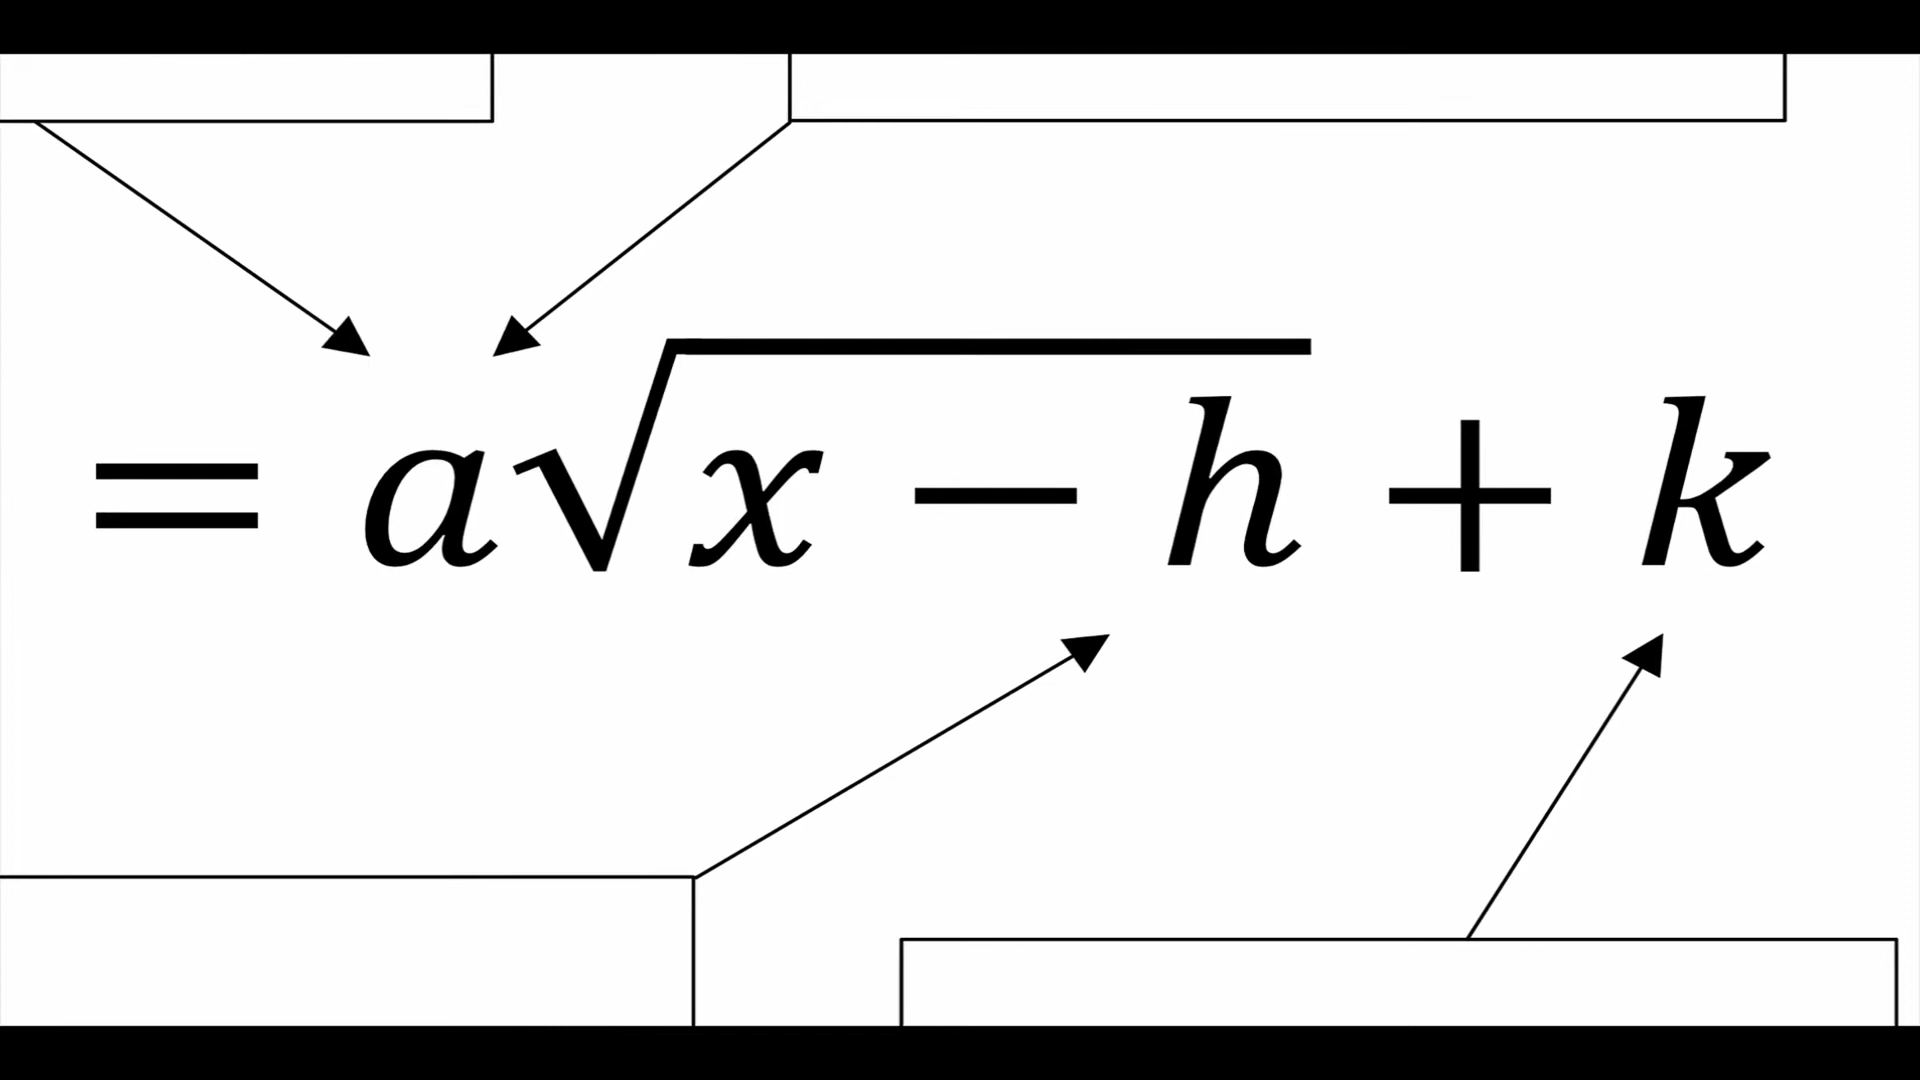 = a√x − h + k